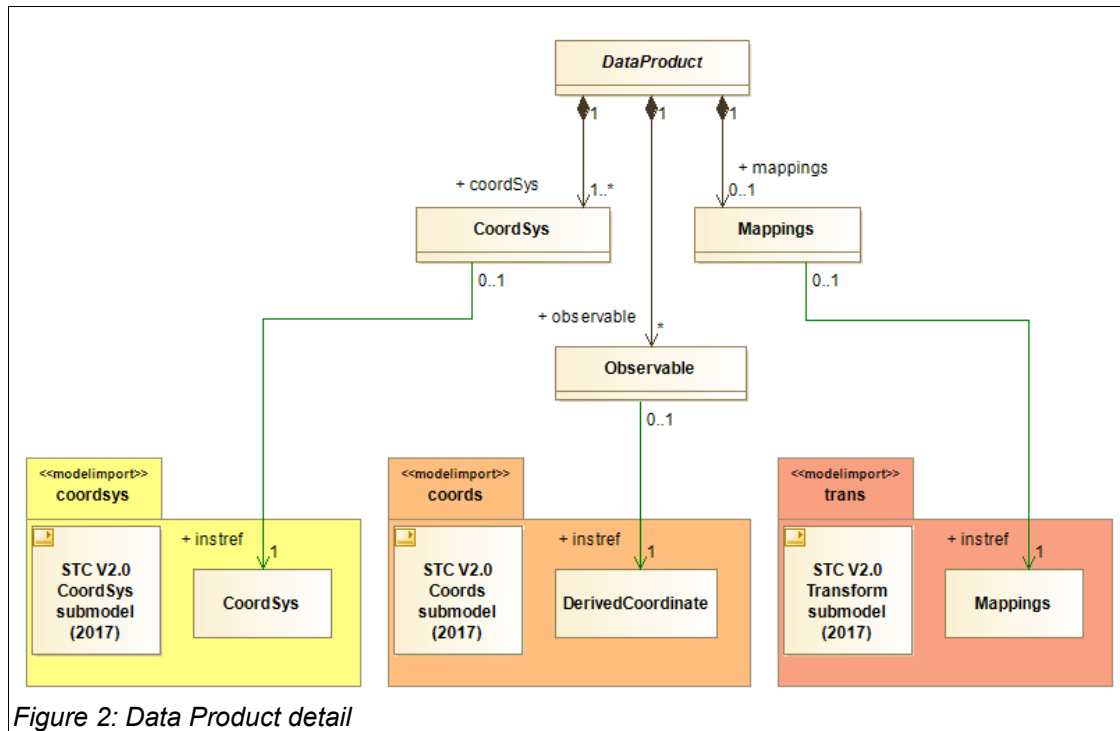 DataProduct
1
1
1
+ coordSys
1..*
+ mappings
0..1
CoordSys
Mappings
0..1
0..1
+ observable
*
Observable
0..1
<<modelimport>>
coordsys
STC V2.0
CoordSys
submodel
(2017)
+ instref
1
CoordSys
<<modelimport>>
coords
STC V2.0
Coords
submodel
(2017)
+ instref
1
DerivedCoordinate
<<modelimport>>
trans
STC V2.0
Transform
submodel
(2017)
+ instref
1
Mappings
Figure 2: Data Product detail